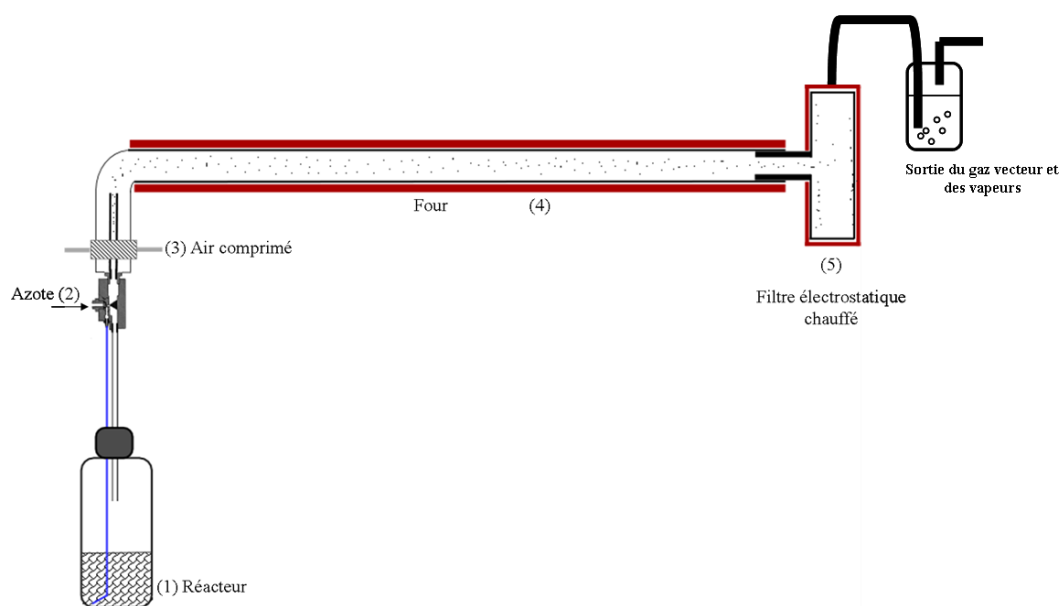 Sortie du gaz vecteur et
des vapeurs
Four (4)
(3) Air comprimé
(5)
Azote (2)
Filtre électrostatique
chauffé
(1) Réacteur